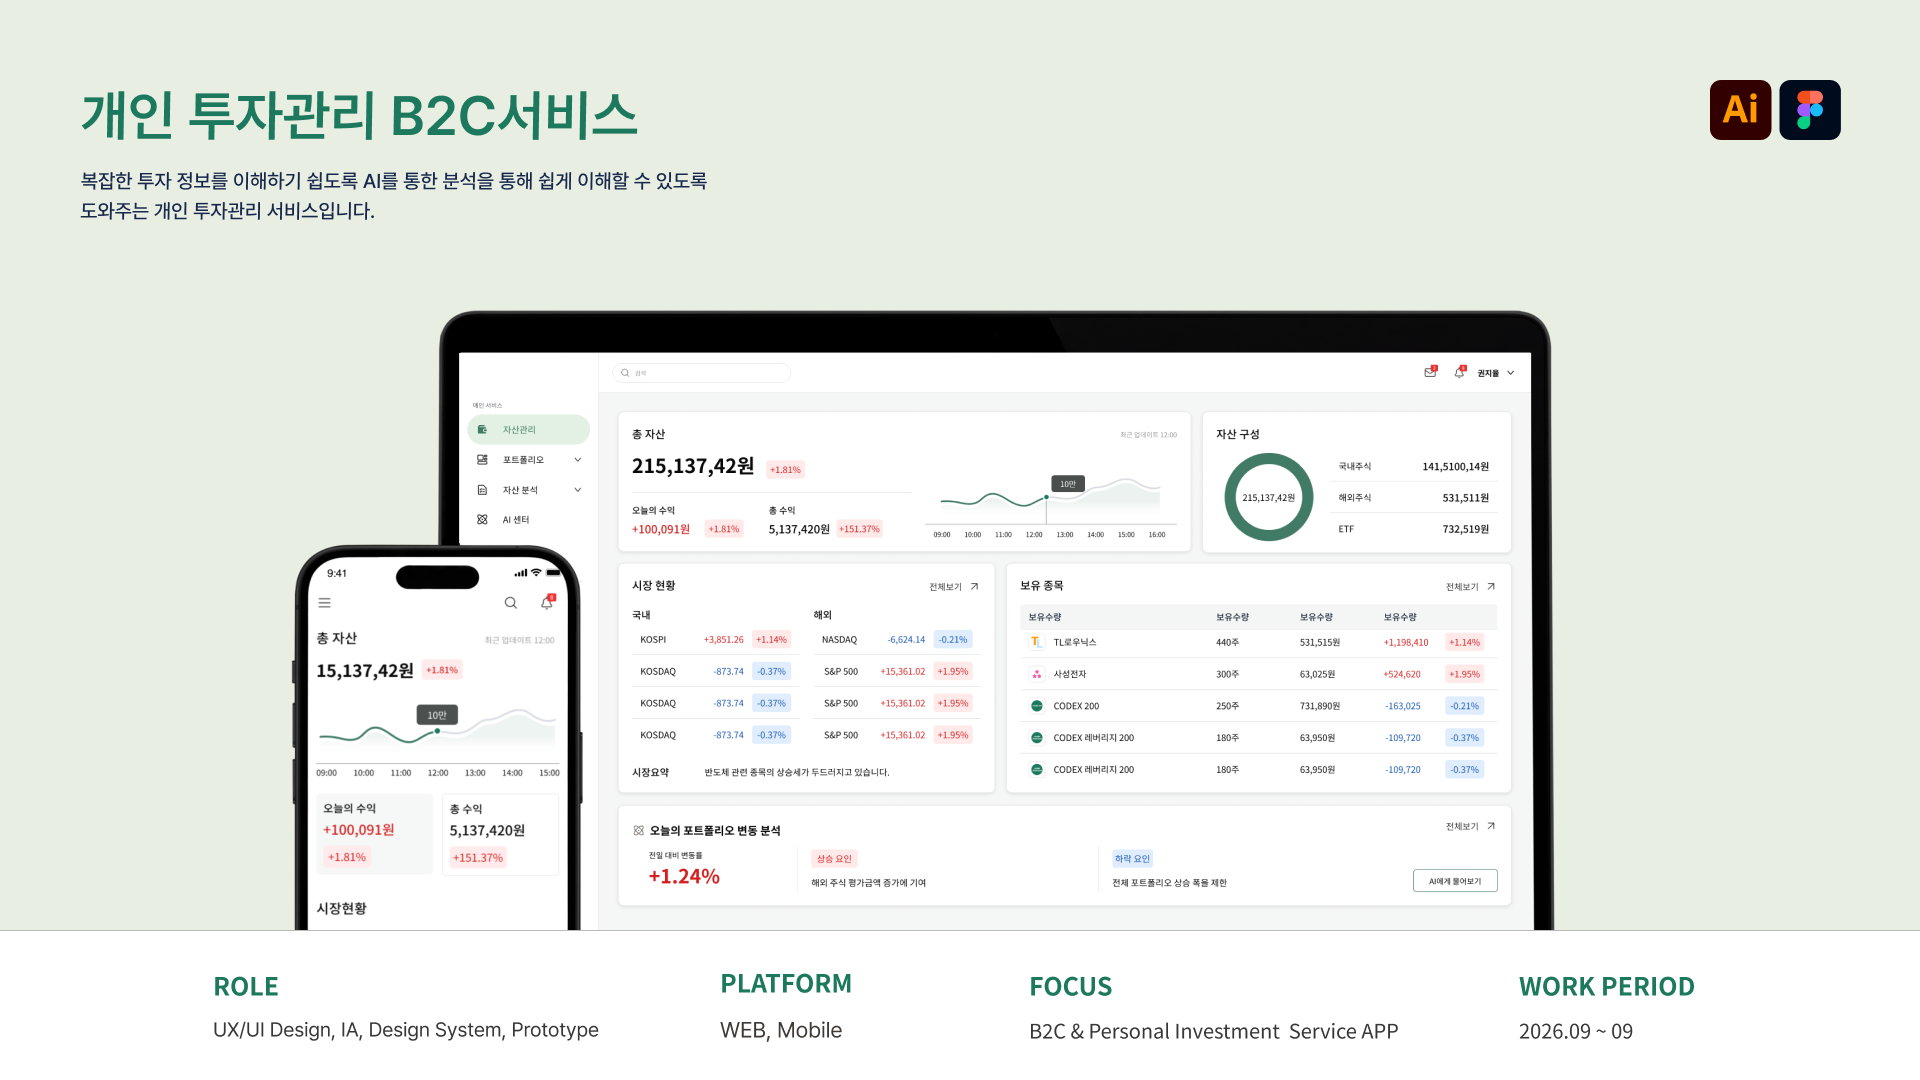 개인 투자관리 B2C서비스
복잡한 투자 정보를 이해하기 쉽도록 AI를 통한 분석을 통해 쉽게 이해할 수 있도록
도와주는 개인 투자관리 서비스입니다.
Ai
메인 서비스
자산관리
포트폴리오
자산 분석
AI 센터
검색
권지율
총 자산
최근 업데이트 12:00
215,137,42원 +1.81%
오늘의 수익
+100,091원 +1.81%
총 수익
5,137,420원 +151.37%
10만
09:00 10:00 11:00 12:00 13:00 14:00 15:00 16:00
자산 구성
215,137,42원
국내주식 141,5100,14원
해외주식 531,511원
ETF 732,519원
시장 현황
전체보기
국내
KOSPI +3,851.26 +1.14%
KOSDAQ -873.74 -0.37%
KOSDAQ -873.74 -0.37%
KOSDAQ -873.74 -0.37%
해외
NASDAQ -6,624.14 -0.21%
S&P 500 +15,361.02 +1.95%
S&P 500 +15,361.02 +1.95%
S&P 500 +15,361.02 +1.95%
시장요약 반도체 관련 종목의 상승세가 두드러지고 있습니다.
보유 종목
전체보기
보유수량 보유수량 보유수량 보유수량
TL로우닉스 440주 531,515원 +1,198,410 +1.14%
사성전자 300주 63,025원 +524,620 +1.95%
CODEX 200 250주 731,890원 -163,025 -0.21%
CODEX 레버리지 200 180주 63,950원 -109,720 -0.37%
CODEX 레버리지 200 180주 63,950원 -109,720 -0.37%
오늘의 포트폴리오 변동 분석
전체보기
전일 대비 변동률
+1.24%
상승 요인
해외 주식 평가금액 증가에 기여
하락 요인
전체 포트폴리오 상승 폭을 제한
AI에게 물어보기
9:41
총 자산
최근 업데이트 12:00
15,137,42원 +1.81%
10만
09:00 10:00 11:00 12:00 13:00 14:00 15:00
오늘의 수익
+100,091원
+1.81%
총 수익
5,137,420원
+151.37%
시장현황
ROLE
UX/UI Design, IA, Design System, Prototype
PLATFORM
WEB, Mobile
FOCUS
B2C & Personal Investment Service APP
WORK PERIOD
2026.09 ~ 09